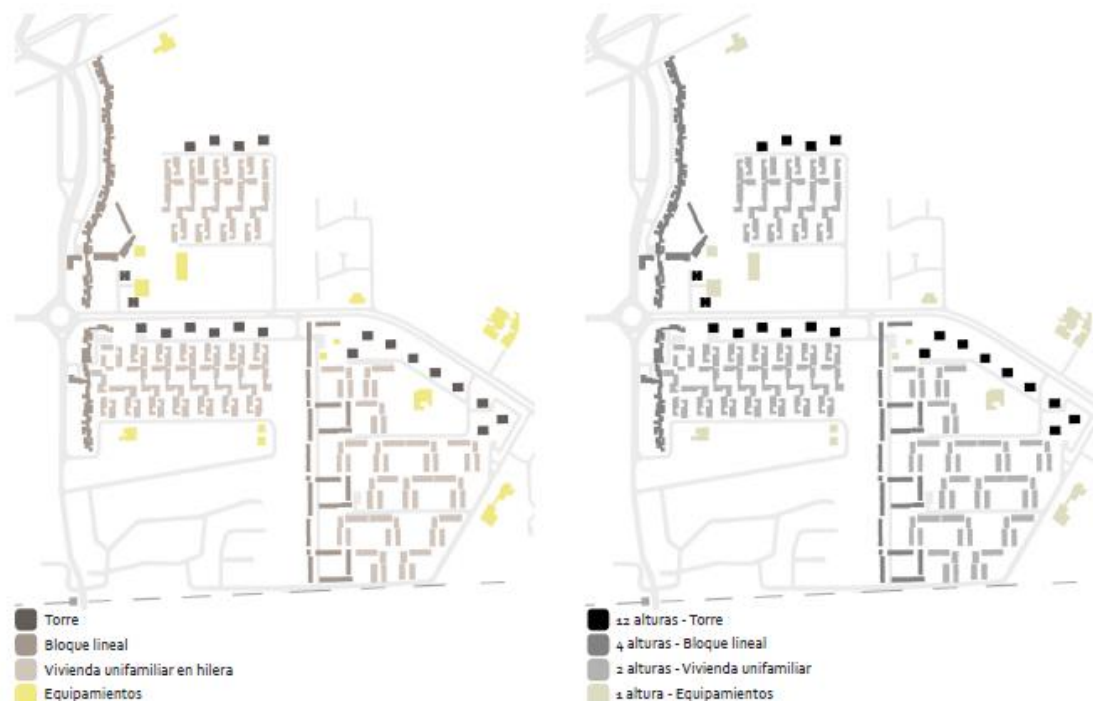 Torre
Bloque lineal
Vivienda unifamiliar en hilera
Equipamientos
12 alturas - Torre
4 alturas - Bloque lineal
2 alturas - Vivienda unifamiliar
1 altura - Equipamientos